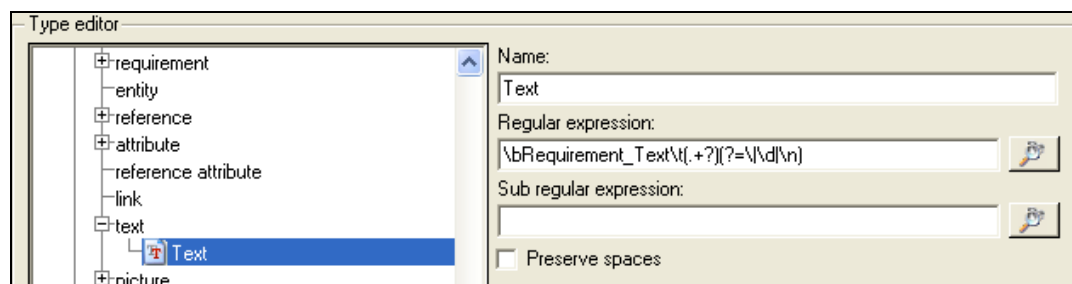 Type editor
requirement
entity
reference
attribute
reference attribute
link
text
Text
picture
Name:
Text
Regular expression:
\bRequirement_Text\t(.+?)(?=\|\d|\n)
Sub regular expression:
Preserve spaces